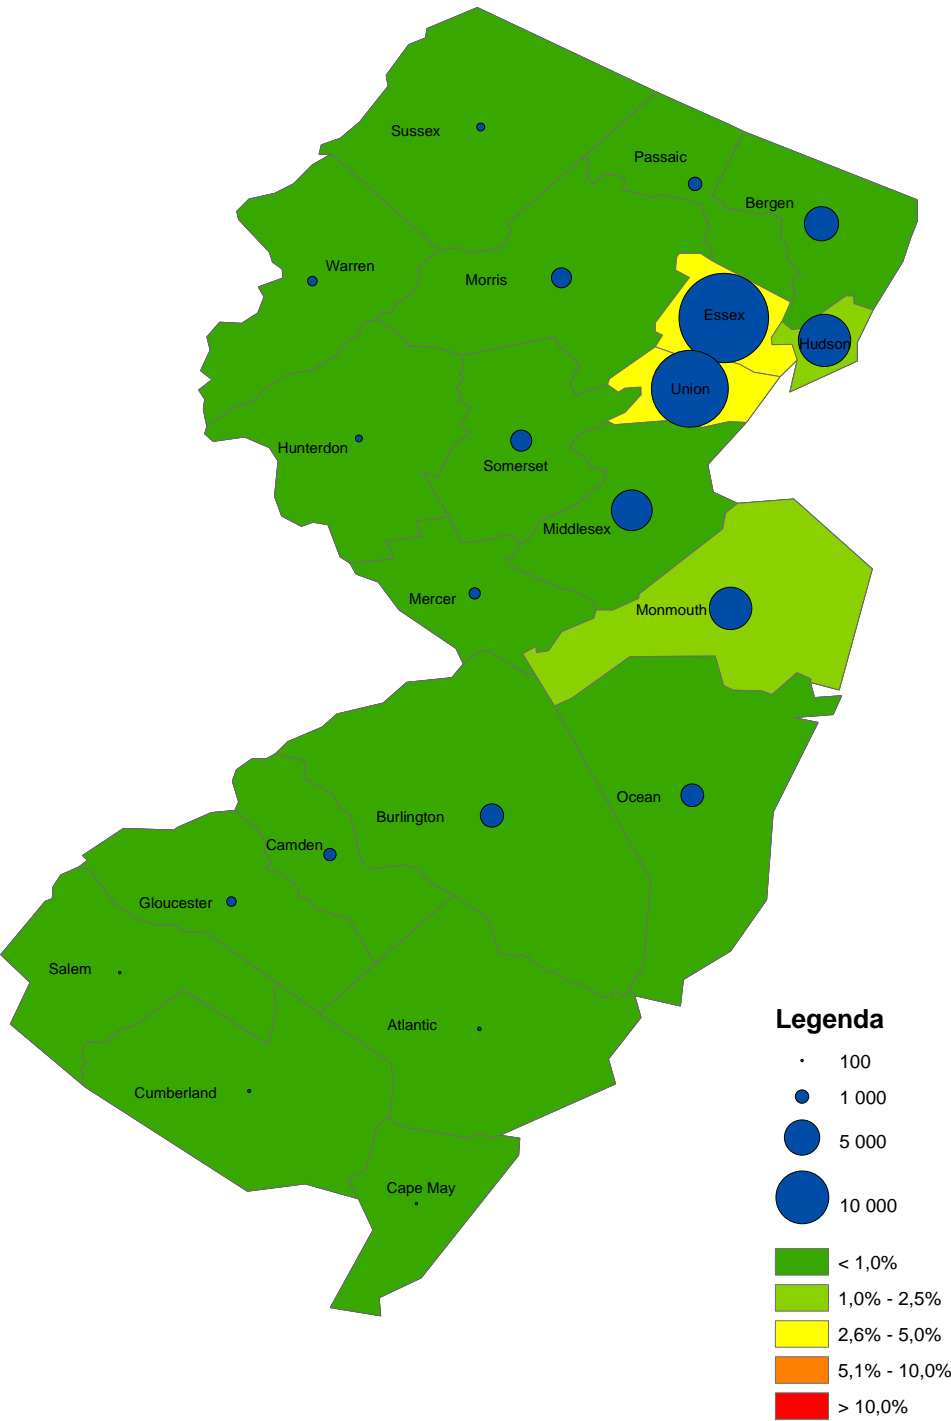 Sussex
Passaic
Bergen
Warren
Morris
Essex
Hudson
Union
Hunterdon
Somerset
Middlesex
Mercer
Monmouth
Ocean
Burlington
Camden
Gloucester
Salem
Atlantic
Cumberland
Cape May
Legenda
100
1 000
5 000
10 000
< 1,0%
1,0% - 2,5%
2,6% - 5,0%
5,1% - 10,0%
> 10,0%